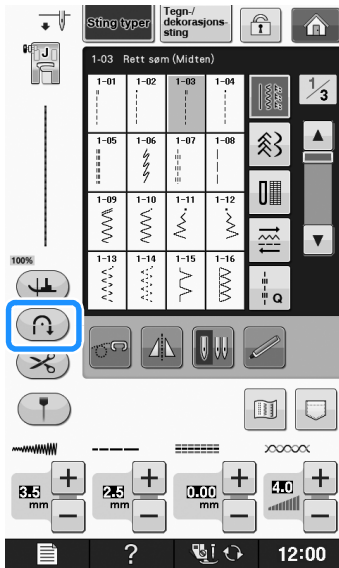 Sting typer
Tegn-/
dekorasjons-
sting
J
1-03 Rett søm (Midten)
1/3
1-01 1-02 1-03 1-04
1-05 1-06 1-07 1-08
1-09 1-10 1-11 1-12
1-13 1-14 1-15 1-16
100%
Q
3.5 mm
2.5 mm
0.00 mm
4.0
?
12:00